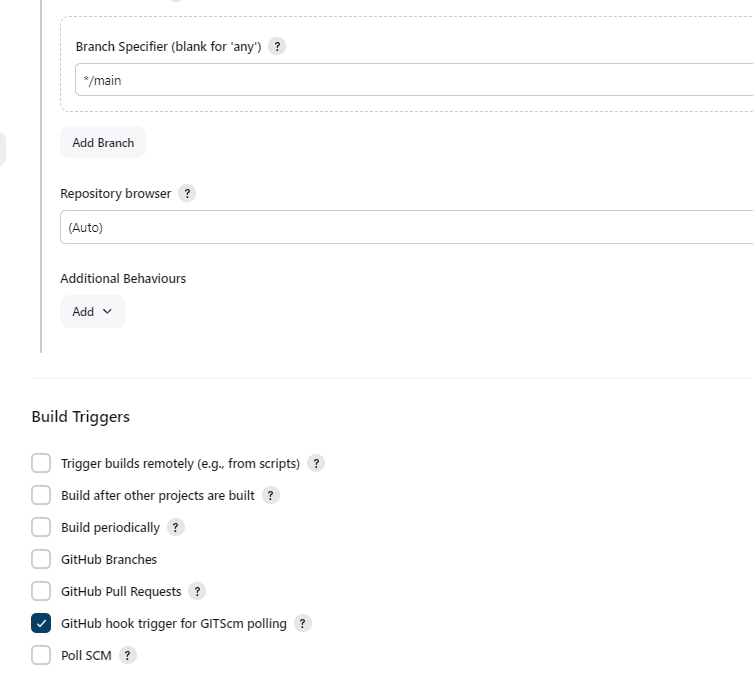 Branch Specifier (blank for 'any') ?
*/main
Add Branch
Repository browser ?
(Auto)
Additional Behaviours
Add
Build Triggers
Trigger builds remotely (e.g., from scripts) ?
Build after other projects are built ?
Build periodically ?
GitHub Branches
GitHub Pull Requests ?
GitHub hook trigger for GITScm polling ?
Poll SCM ?